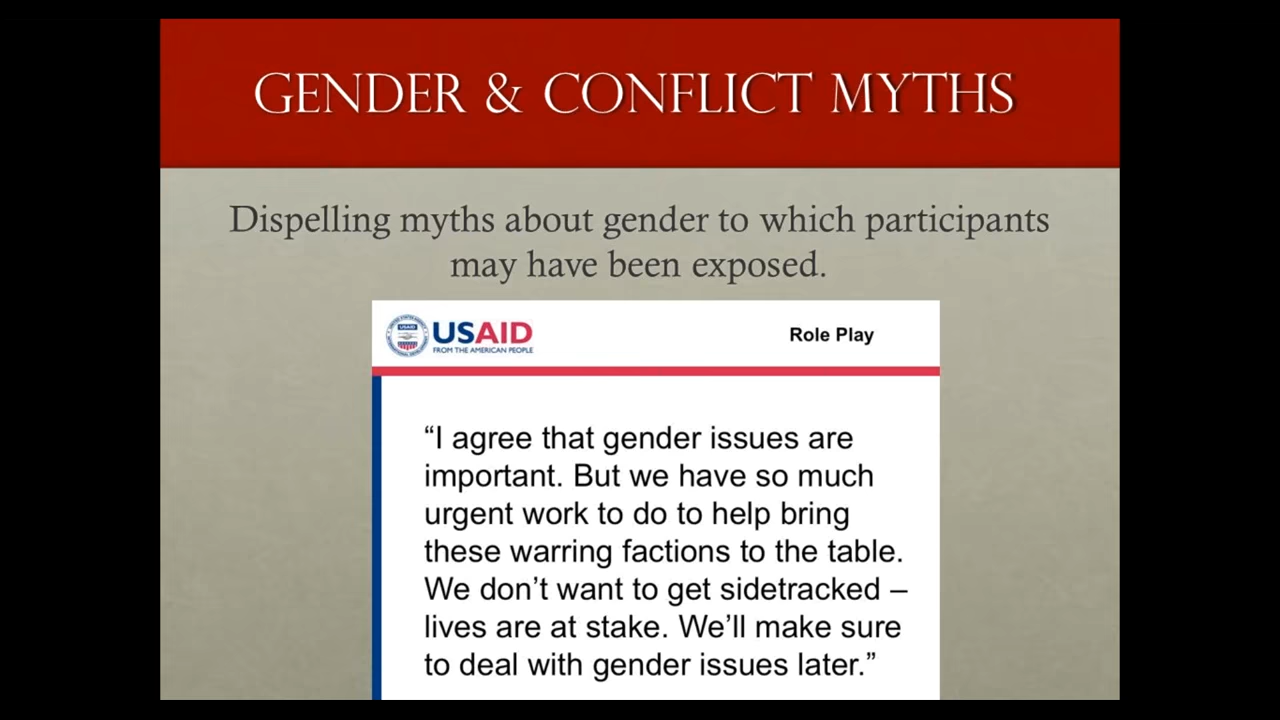 GENDER & CONFLICT MYTHS
Dispelling myths about gender to which participants
may have been exposed.
USAID
USAID
FROM THE AMERICAN PEOPLE
Role Play
“I agree that gender issues are
important. But we have so much
urgent work to do to help bring
these warring factions to the table.
We don’t want to get sidetracked –
lives are at stake. We’ll make sure
to deal with gender issues later.”